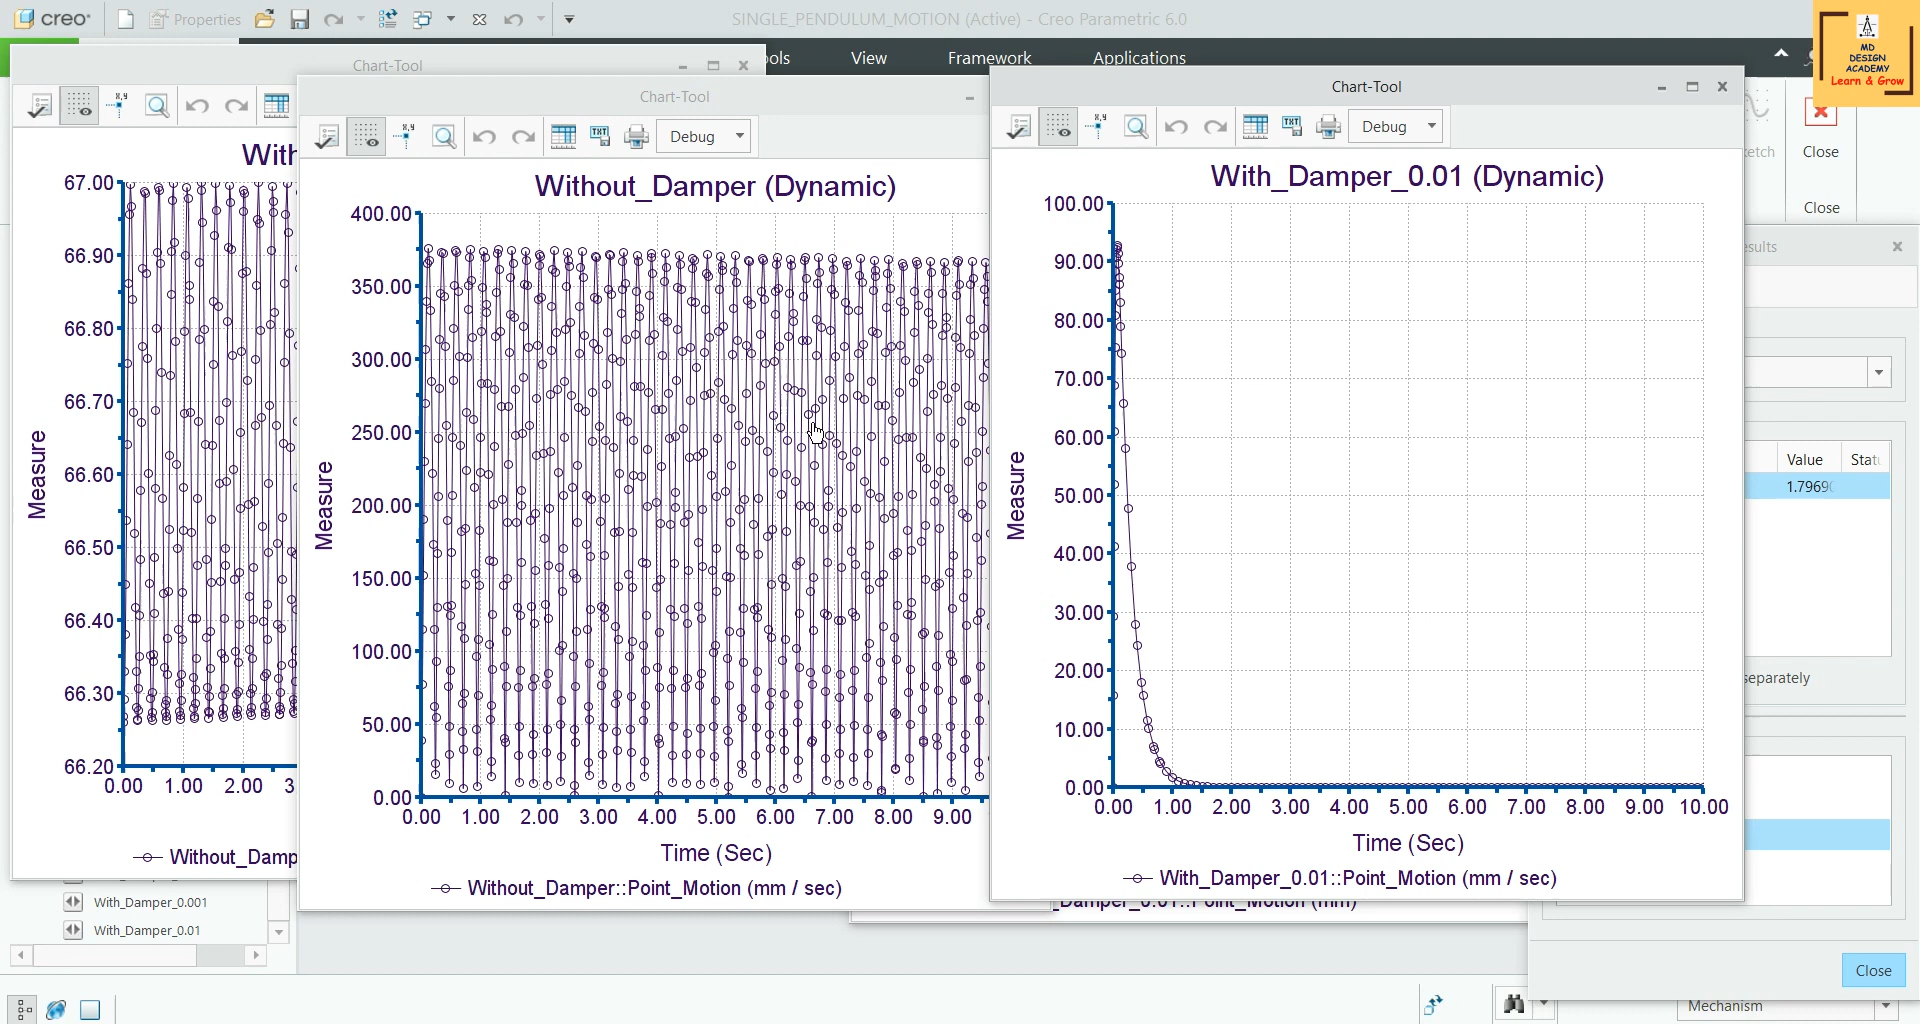 creo
Properties
SINGLE_PENDULUM_MOTION (Active) - Creo Parametric 6.0
View
Framework
Applications
MD
DESIGN
ACADEMY
Learn & Grow
Close
Close
Chart-Tool
67.00
66.90
66.80
66.70
66.60
66.50
66.40
66.30
66.20
Measure
0.00 1.00 2.00 3
Without_Damp
With_Damper_0.001
With_Damper_0.01
Chart-Tool
Debug
Without_Damper (Dynamic)
400.00
350.00
300.00
250.00
200.00
150.00
100.00
50.00
0.00
Measure
0.00 1.00 2.00 3.00 4.00 5.00 6.00 7.00 8.00 9.00
Time (Sec)
Without_Damper::Point_Motion (mm / sec)
Chart-Tool
Debug
With_Damper_0.01 (Dynamic)
100.00
90.00
80.00
70.00
60.00
50.00
40.00
30.00
20.00
10.00
0.00
Measure
0.00 1.00 2.00 3.00 4.00 5.00 6.00 7.00 8.00 9.00 10.00
Time (Sec)
With_Damper_0.01::Point_Motion (mm / sec)
Value
separately
Close
Mechanism